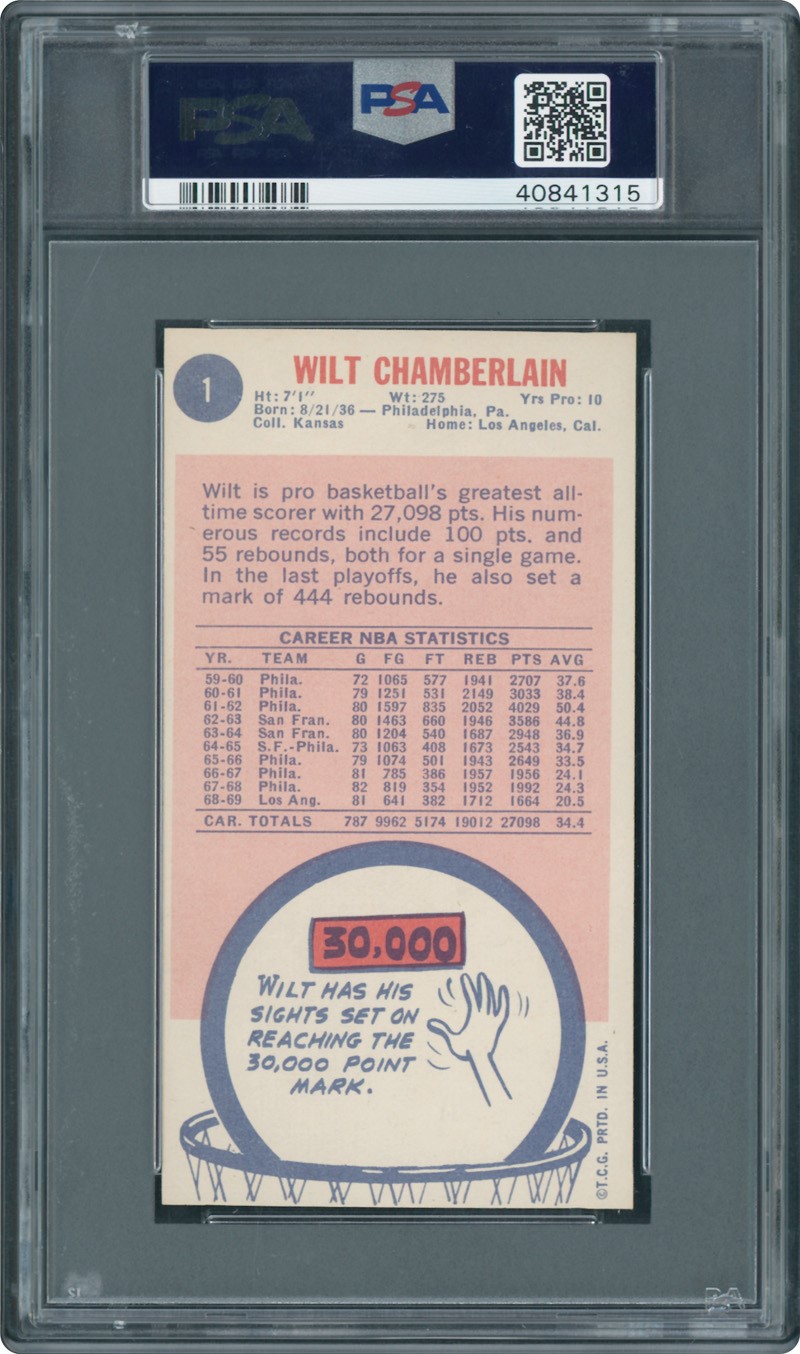 PSA
PSA
40841315
1
WILT CHAMBERLAIN
Ht: 7'1" Wt: 275 Yrs Pro: 10
Born: 8/21/36 — Philadelphia, Pa.
Coll. Kansas Home: Los Angeles, Cal.
Wilt is pro basketball's greatest all-
time scorer with 27,098 pts. His num-
erous records include 100 pts. and
55 rebounds, both for a single game.
In the last playoffs, he also set a
mark of 444 rebounds.
CAREER NBA STATISTICS
YR. TEAM G FG FT REB PTS AVG
59-60 Phila. 72 1065 577 1941 2707 37.6
60-61 Phila. 79 1251 531 2149 3033 38.4
61-62 Phila. 80 1597 835 2052 4029 50.4
62-63 San Fran. 80 1463 660 1946 3586 44.8
63-64 San Fran. 80 1204 540 1687 2948 36.9
64-65 S.F.-Phila. 73 1063 408 1673 2543 34.7
65-66 Phila. 79 1074 501 1943 2649 33.5
66-67 Phila. 81 785 386 1957 1956 24.1
67-68 Phila. 82 819 354 1952 1992 24.3
68-69 Los Ang. 81 641 382 1712 1664 20.5
CAR. TOTALS 787 9962 5174 19012 27098 34.4
30,000
WILT HAS HIS
SIGHTS SET ON
REACHING THE
30,000 POINT
MARK.
©T.C.G. PRTD. IN U.S.A.